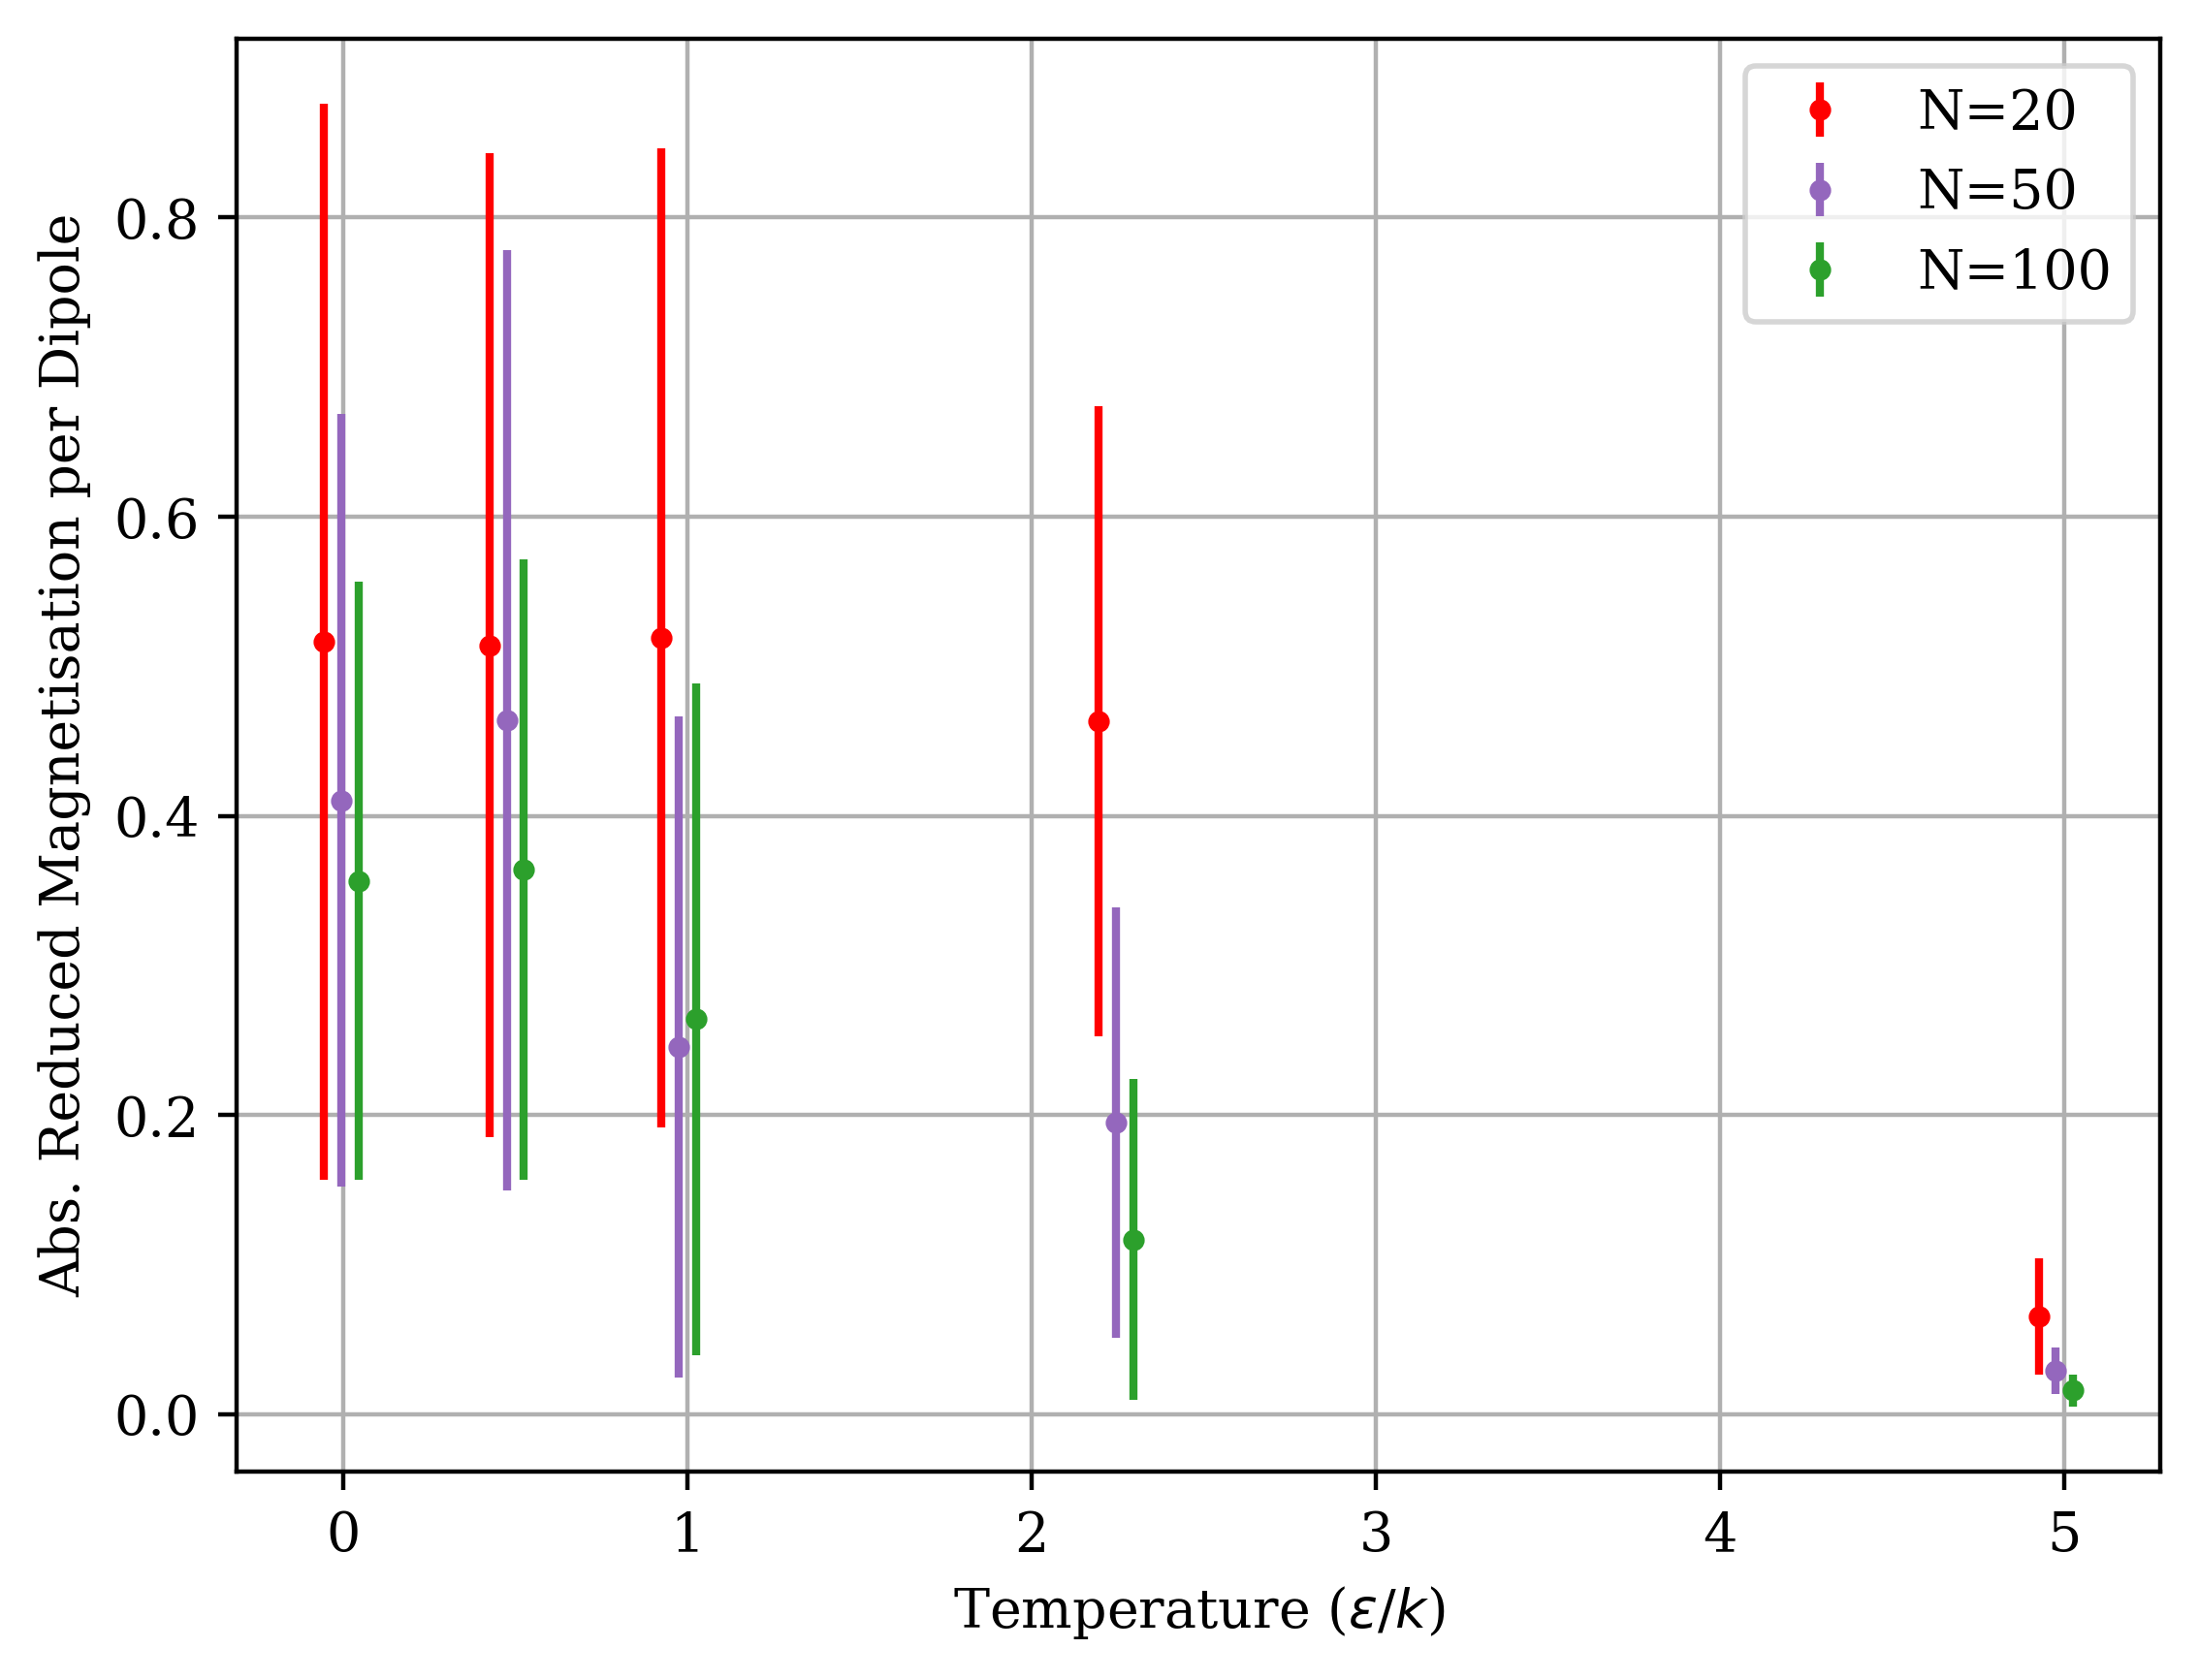 N=20
N=50
N=100
0.8
0.6
0.4
0.2
0.0
Abs. Reduced Magnetisation per Dipole
0 1 2 3 4 5
Temperature (ε/k)